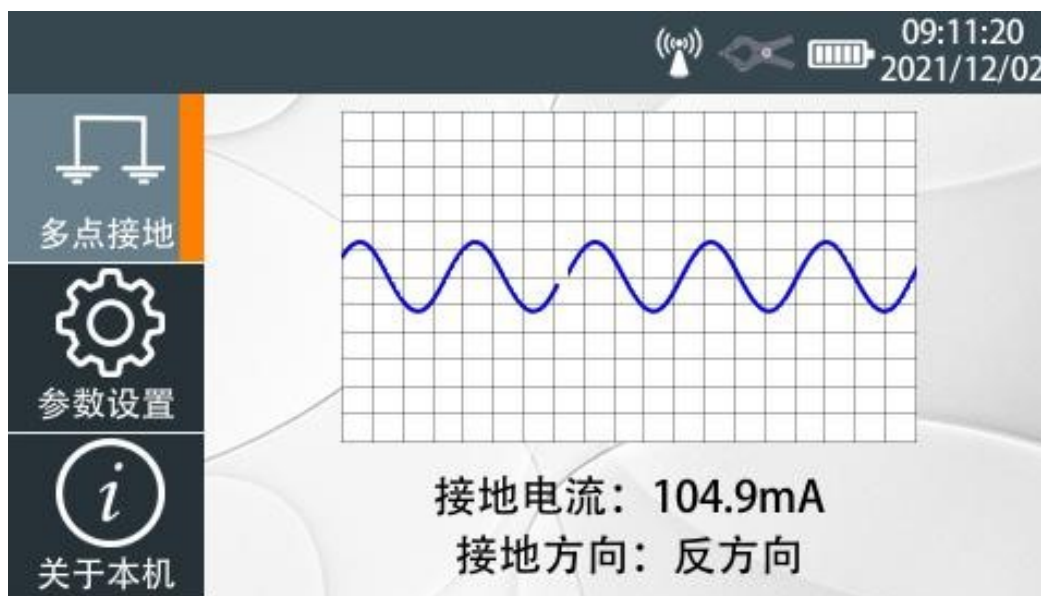 09:11:20
2021/12/02
多点接地
参数设置
i
关于本机
接地电流：104.9mA
接地方向：反方向